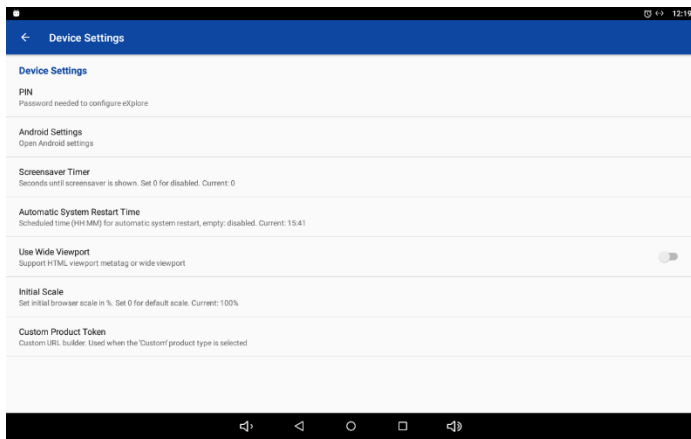 12:19
Device Settings
Device Settings
PIN
Password needed to configure eXplore
Android Settings
Open Android settings
Screensaver Timer
Seconds until screensaver is shown. Set 0 for disabled. Current: 0
Automatic System Restart Time
Scheduled time (HH:MM) for automatic system restart, empty: disabled. Current: 15:41
Use Wide Viewport
Support HTML viewport metatag or wide viewport
Initial Scale
Set initial browser scale in %. Set 0 for default scale. Current: 100%
Custom Product Token
Custom URL builder. Used when the 'Custom' product type is selected